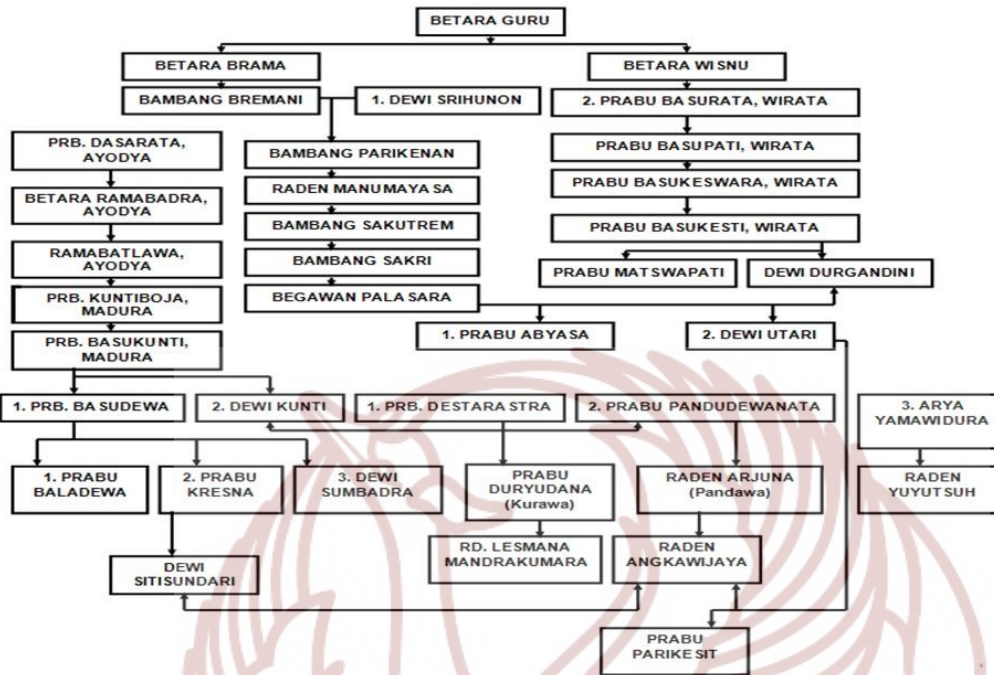 BETARA GURU
BETARA BRAMA
BETARA WISNU
BAMBANG BREMANI
1. DEWI SRIHUNON
2. PRABU BASURATA, WIRATA
PRB. DASARATA,
AYODYA
BAMBANG PARIKENAN
PRABU BASUPATI, WIRATA
BETARA RAMABADRA,
AYODYA
RADEN MANUMAYASA
PRABU BASUKESWARA, WIRATA
BAMBANG SAKUTREM
PRABU BASUKESTI, WIRATA
RAMABATLAWA,
AYODYA
BAMBANG SAKRI
PRABU MATSWAPATI
DEWI DURGANDINI
PRB. KUNTIBOJA,
MADURA
BEGAWAN PALASARA
PRB. BASUKUNTI,
MADURA
1. PRABU ABYASA
2. DEWI UTARI
1. PRB. BASUDEWA
2. DEWI KUNTI
1. PRB. DESTARASTRA
2. PRABU PANDUDEWANATA
3. ARYA
YAMAWIDURA
1. PRABU
BALADEWA
2. PRABU
KRESNA
3. DEWI
SUMBADRA
PRABU
DURYUDANA
(Kurawa)
RADEN ARJUNA
(Pandawa)
RADEN
YUYUTSUH
DEWI
SITISUNDARI
RD. LESMANA
MANDRAKUMARA
RADEN
ANGKAWIJAYA
PRABU
PARIKESIT